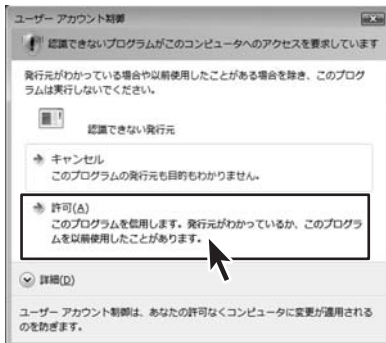 ユーザー アカウント制御
認識できないプログラムがこのコンピュータへのアクセスを要求しています
発行元がわかっている場合や以前使用したことがある場合を除き、このプログ
ラムは実行しないでください。
認識できない発行元
キャンセル
このプログラムの発行元も目的もわかりません。
許可(A)
このプログラムを信用します。発行元がわかっているか、このプログラ
ムを以前使用したことがあります。
詳細(D)
ユーザー アカウント制御は、あなたの許可なくコンピュータに変更が適用される
のを防ぎます。